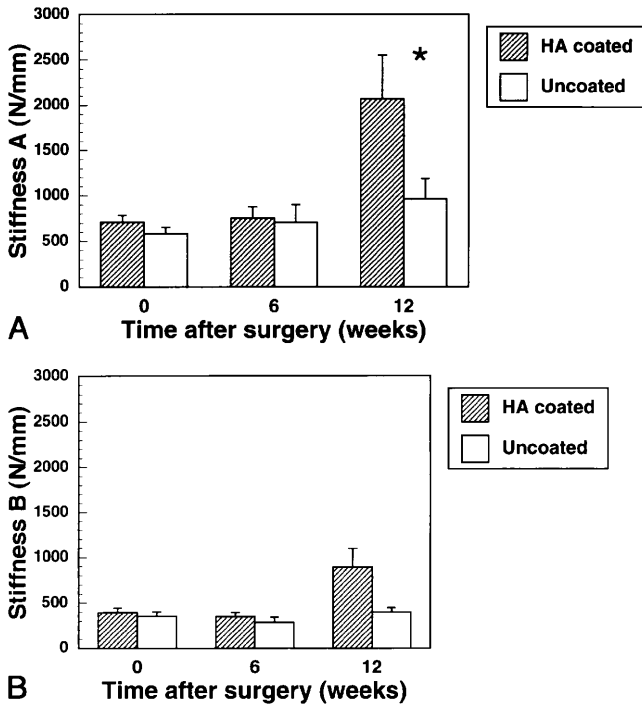 3000
2500
2000
1500
1000
500
0
Stiffness A (N/mm)
*
HA coated
Uncoated
0 6 12
Time after surgery (weeks)
A
3000
2500
2000
1500
1000
500
0
Stiffness B (N/mm)
HA coated
Uncoated
0 6 12
Time after surgery (weeks)
B